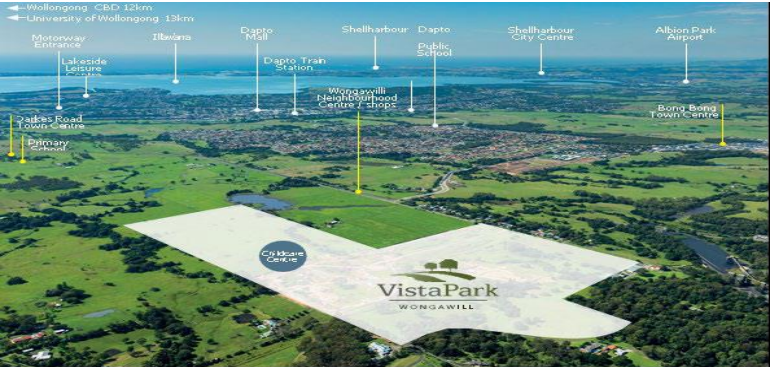 Wollongong CBD 12km
University of Wollongong 13km
Motorway
Entrance
Lakeside
Leisure
Centre
Illawarra
Dapto
Mall
Dapto Train
Station
Shellharbour
Dapto
Public
School
Shellharbour
City Centre
Albion Park
Airport
Wongawilli
Neighbourhood
Centre / shops
Bong Bong
Town Centre
Darkes Road
Town Centre
Primary
School
Childcare
Centre
VistaPark
WONGAWILL